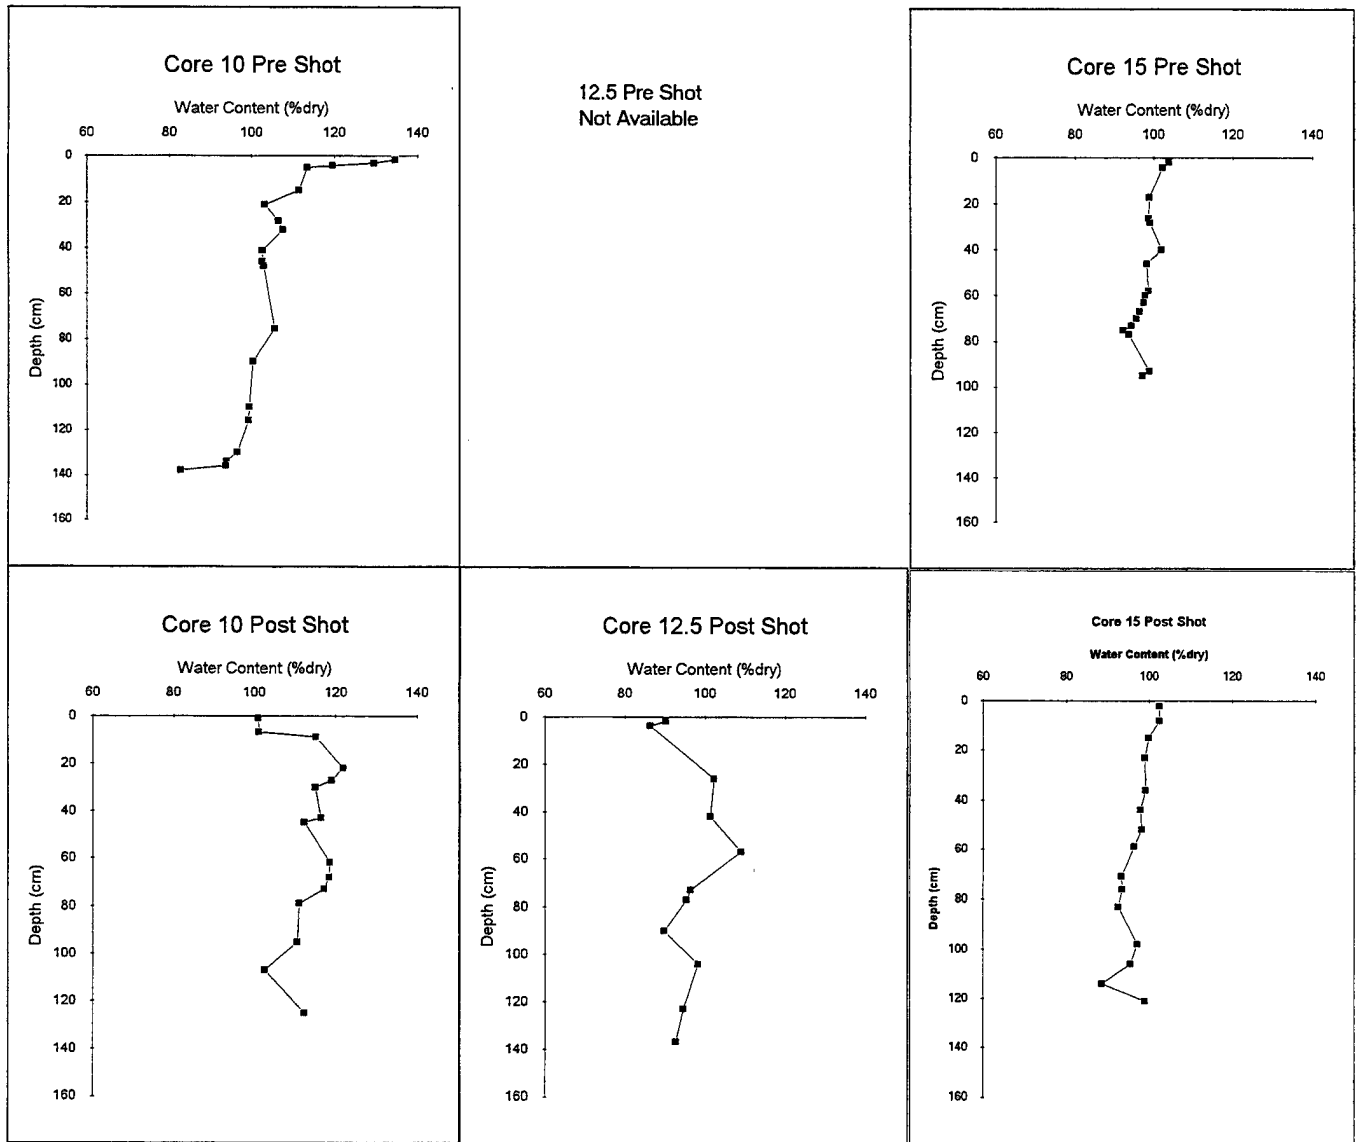 Core 10 Pre Shot
Water Content (%dry)
60 80 100 120 140
0
20
40
60
80
100
120
140
160
Depth (cm)
12.5 Pre Shot
Not Available
Core 15 Pre Shot
Water Content (%dry)
60 80 100 120 140
0
20
40
60
80
100
120
140
160
Depth (cm)
Core 10 Post Shot
Water Content (%dry)
60 80 100 120 140
0
20
40
60
80
100
120
140
160
Depth (cm)
Core 12.5 Post Shot
Water Content (%dry)
60 80 100 120 140
0
20
40
60
80
100
120
140
160
Depth (cm)
Core 15 Post Shot
Water Content (%dry)
60 80 100 120 140
0
20
40
60
80
100
120
140
160
Depth (cm)